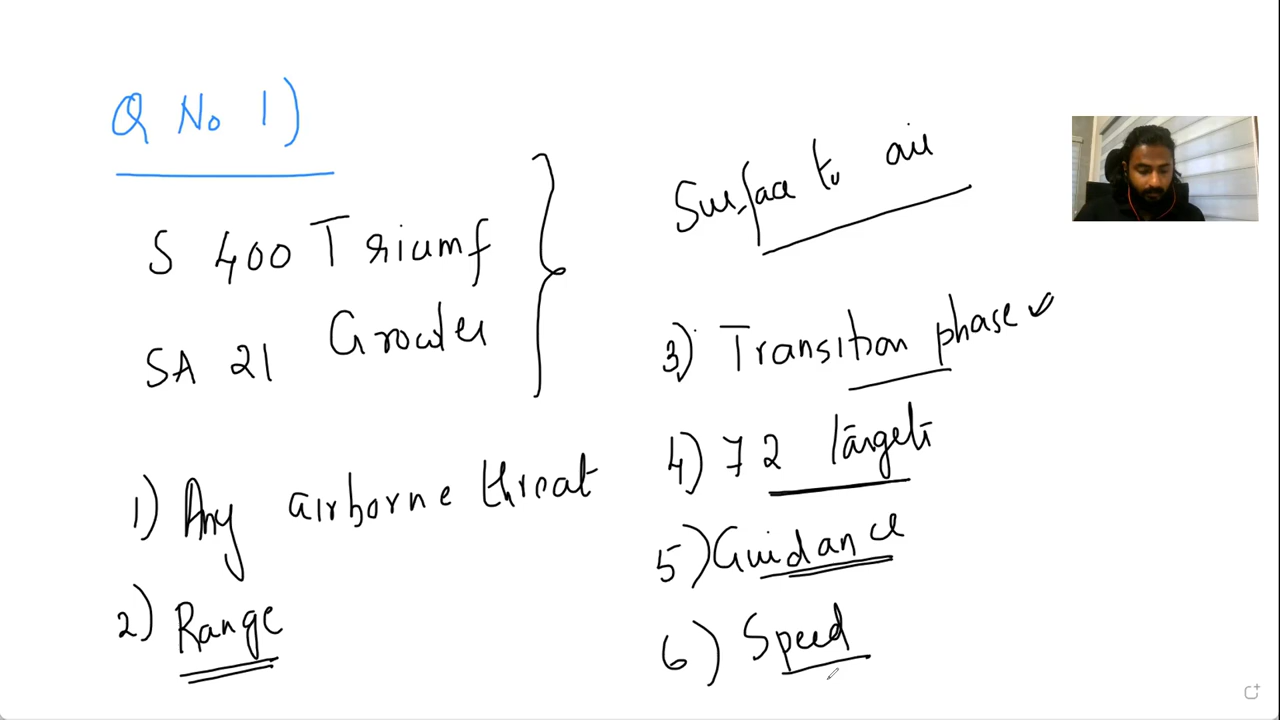 Q No 1)
S 400 Triumf
SA 21 Growler
Surface to air
1) Any airborne threat
2) Range
3) Transition phase
4) 72 targets
5) Guidance
6) Speed